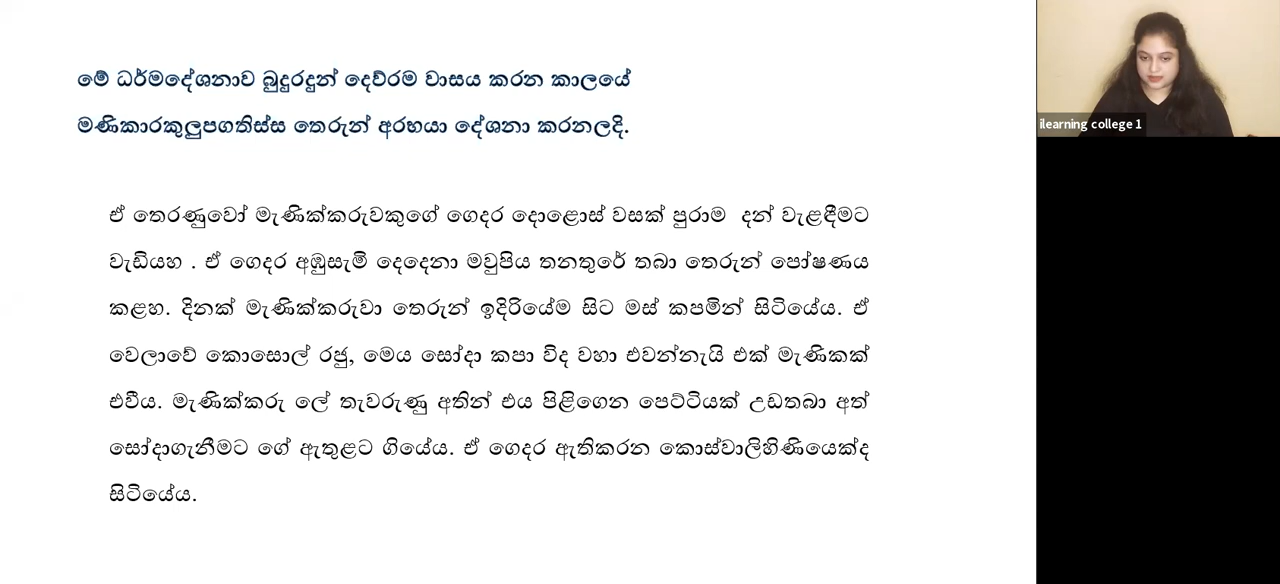 මේ ධර්මදේශනාව බුදුරදුන් දෙව්රම වාසය කරන කාලයේ
මණිකාරකුලුපගතිස්ස තෙරුන් අරභයා දේශනා කරනලදි.
ඒ තෙරණුවෝ මැණික්කරුවකුගේ ගෙදර දොළොස් වසක් පුරාම දන් වැළඳීමට
වැඩියහ . ඒ ගෙදර අඹුසැමි දෙදෙනා මවුපිය තනතුරේ තබා තෙරුන් පෝෂණය
කළහ. දිනක් මැණික්කරුවා තෙරුන් ඉදිරියේම සිට මස් කපමින් සිටියේය. ඒ
වෙලාවේ කොසොල් රජු, මෙය සෝදා කපා විද වහා එවන්නැයි එක් මැණිකක්
එවීය. මැණික්කරු ලේ තැවරුණු අතින් එය පිළිගෙන පෙට්ටියක් උඩතබා අත්
සෝදාගැනීමට ගේ ඇතුළට ගියේය. ඒ ගෙදර ඇතිකරන කොස්වාලිහිණියෙක්ද
සිටියේය.
ilearning college 1